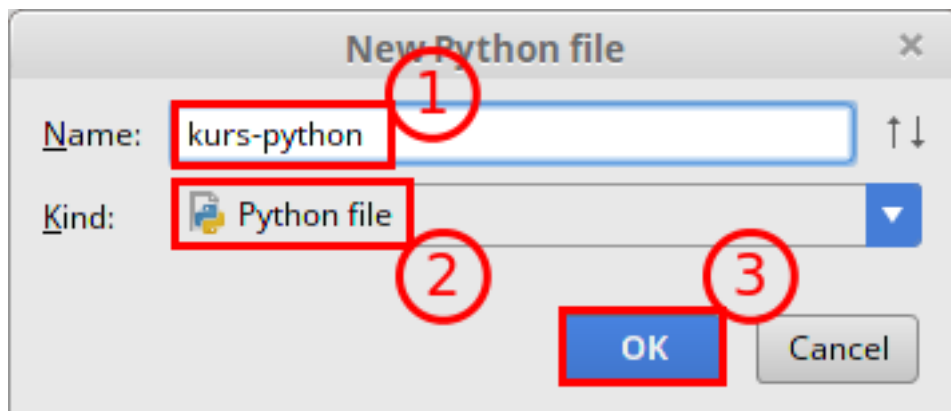 New Python file
1
Name: kurs-python
Kind: Python file
2
3
OK Cancel